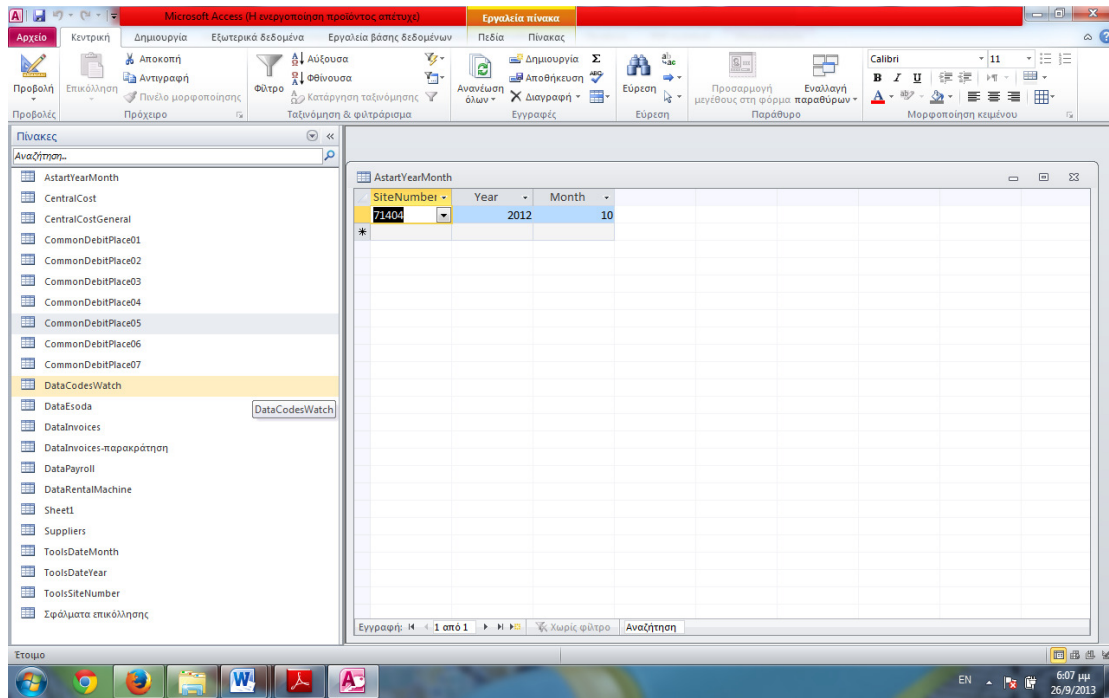 Microsoft Access (Η ενεργοποίηση προϊόντος απέτυχε)
Εργαλεία πίνακα
Αρχείο Κεντρική Δημιουργία Εξωτερικά δεδομένα Εργαλεία βάσης δεδομένων Πεδία Πίνακας
Προβολή
Επικόλληση
Αποκοπή
Αντιγραφή
Πινέλο μορφοποίησης
Φίλτρο
Αύξουσα
Φθίνουσα
Κατάργηση ταξινόμησης
Ανανέωση όλων
Δημιουργία
Αποθήκευση
Διαγραφή
Εύρεση
Προσαρμογή
μεγέθους στη φόρμα
Εναλλαγή
παραθύρων
Calibri 11
B I U
Προβολές Πρόχειρο Ταξινόμηση & φιλτράρισμα Εγγραφές Εύρεση Παράθυρο Μορφοποίηση κειμένου
Πίνακες
Αναζήτηση...
AstartYearMonth
CentralCost
CentralCostGeneral
CommonDebitPlace01
CommonDebitPlace02
CommonDebitPlace03
CommonDebitPlace04
CommonDebitPlace05
CommonDebitPlace06
CommonDebitPlace07
DataCodesWatch
DataEsoda
DataCodesWatch
DataInvoices
DataInvoices-παρακράτηση
DataPayroll
DataRentalMachine
Sheet1
Suppliers
ToolsDateMonth
ToolsDateYear
ToolsSiteNumber
Σφάλματα επικόλλησης
AstartYearMonth
SiteNumber Year Month
71404 2012 10
Εγγραφή: 1 από 1 Χωρίς φίλτρο Αναζήτηση
Έτοιμο
EN
6:07 μμ
26/9/2013